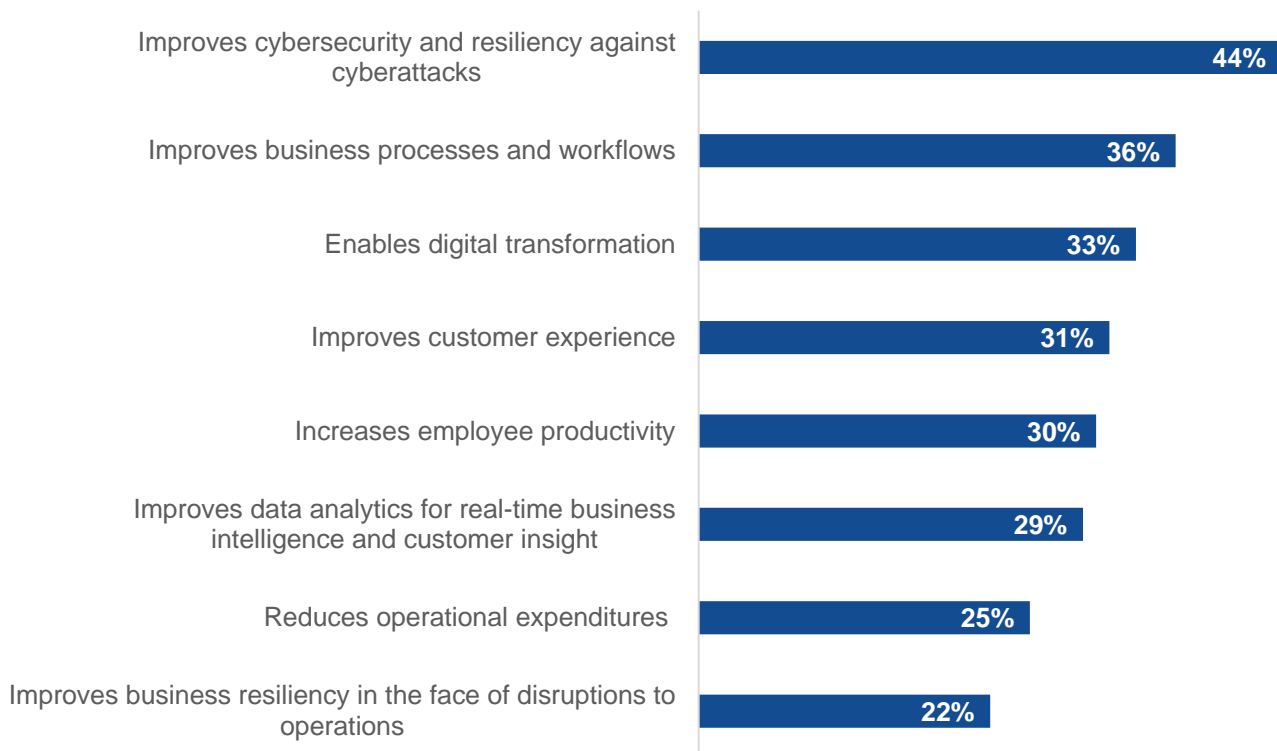 Improves cybersecurity and resiliency against
cyberattacks
44%
Improves business processes and workflows
36%
Enables digital transformation
33%
Improves customer experience
31%
Increases employee productivity
30%
Improves data analytics for real-time business
intelligence and customer insight
29%
Reduces operational expenditures
25%
Improves business resiliency in the face of disruptions to
operations
22%